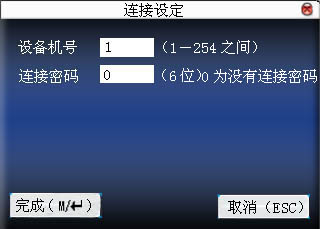 连接设定
设备机号 1 (1-254 之间)
连接密码 0 (6位)0 为没有连接密码
完成(M/↵) 取消(ESC)